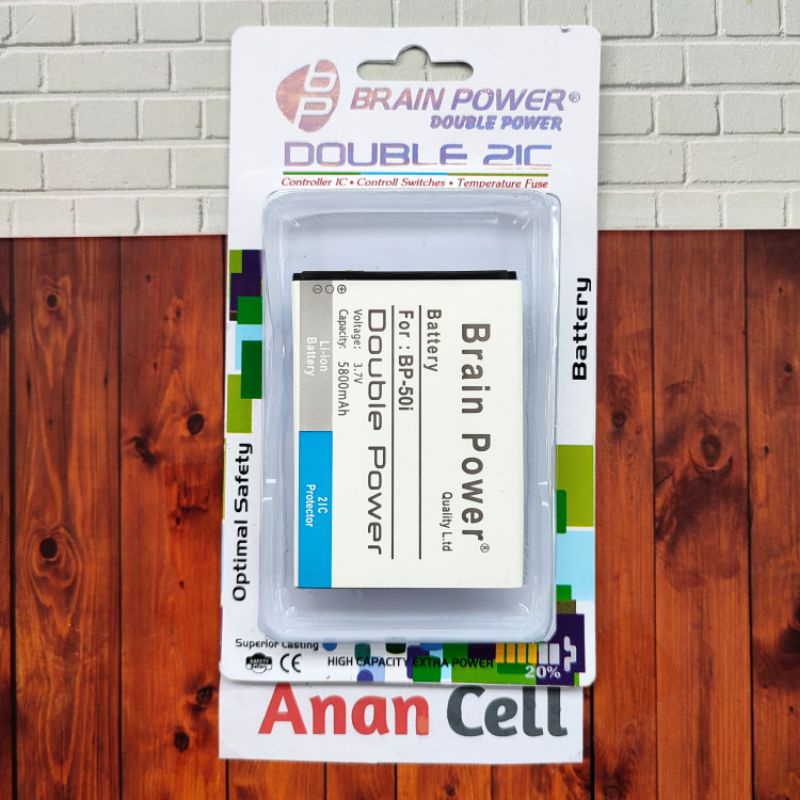 bp
BRAIN POWER®
DOUBLE POWER
DOUBLE 2IC
Controller IC • Controll Switches • Temperature Fuse
Battery
Optimal Safety
Brain Power®
Quality L.td
Battery
For : BP-50i
Double Power
Voltage: 3.7V
Capacity: 5800mAh
Li-ion
Battery
2IC
Protector
Superior Casting
CE
HIGH CAPACITY EXTRA POWER
20%
Anan Cell